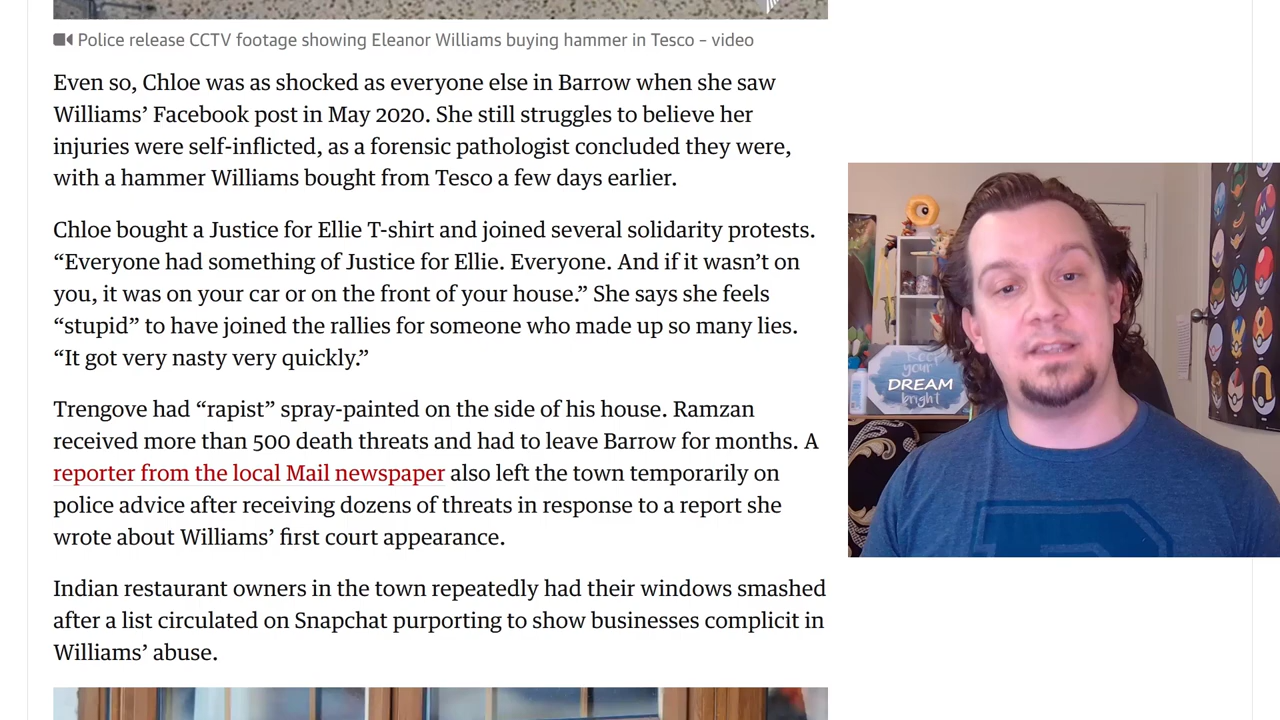 Police release CCTV footage showing Eleanor Williams buying hammer in Tesco – video
Even so, Chloe was as shocked as everyone else in Barrow when she saw
Williams’ Facebook post in May 2020. She still struggles to believe her
injuries were self-inflicted, as a forensic pathologist concluded they were,
with a hammer Williams bought from Tesco a few days earlier.
Chloe bought a Justice for Ellie T-shirt and joined several solidarity protests.
“Everyone had something of Justice for Ellie. Everyone. And if it wasn’t on
you, it was on your car or on the front of your house.” She says she feels
“stupid” to have joined the rallies for someone who made up so many lies.
“It got very nasty very quickly.”
Trengove had “rapist” spray-painted on the side of his house. Ramzan
received more than 500 death threats and had to leave Barrow for months. A
reporter from the local Mail newspaper also left the town temporarily on
police advice after receiving dozens of threats in response to a report she
wrote about Williams’ first court appearance.
Indian restaurant owners in the town repeatedly had their windows smashed
after a list circulated on Snapchat purporting to show businesses complicit in
Williams’ abuse.
Keep
your
DREAM
bright